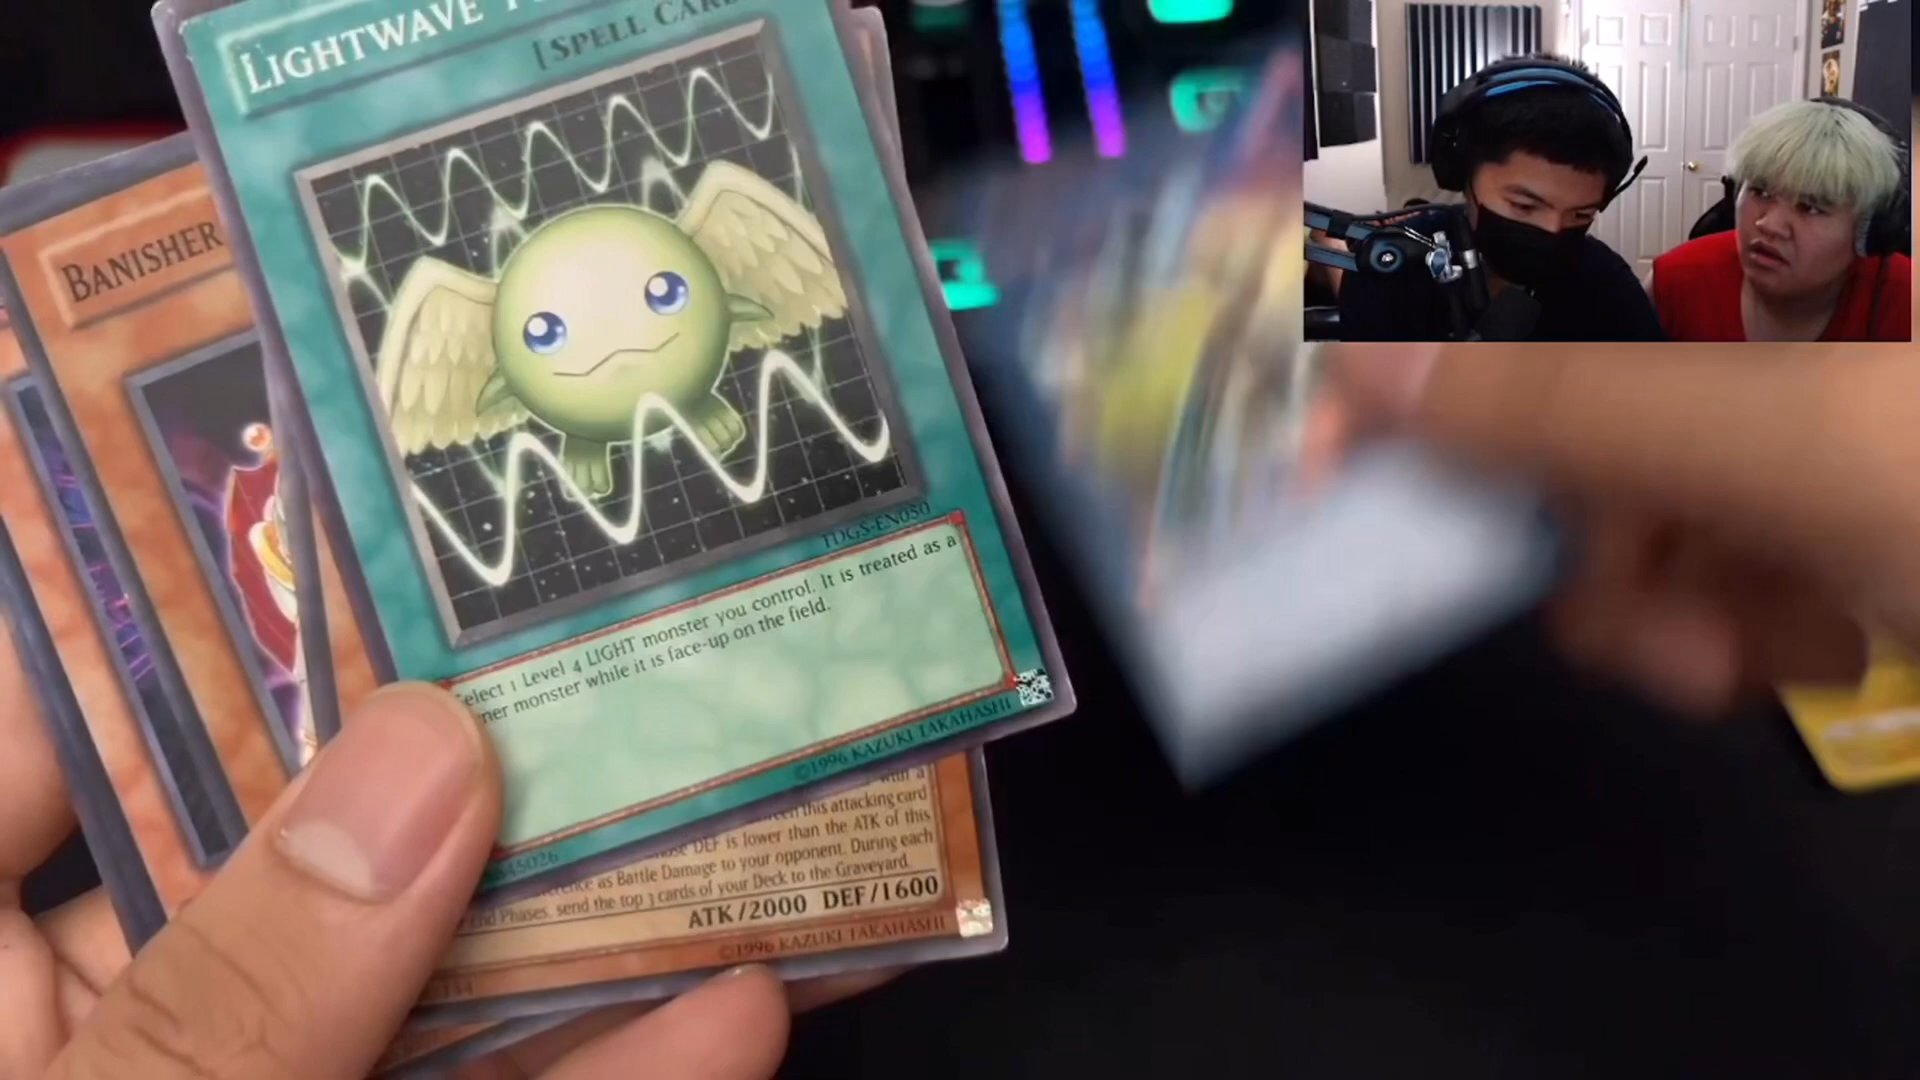 LIGHTWAVE
[SPELL CARD
BANISHER
TDGS-EN050
elect 1 Level 4 LIGHT monster you control. It is treated as a
ner monster while it is face-up on the field.
©1996 KAZUKI TAKAHASHI
45026
with a
this attacking card
DEF is lower than the ATK of this
as Battle Damage to your opponent. During each
End Phases, send the top 3 cards of your Deck to the Graveyard.
ATK/2000 DEF/1600
©1996 KAZUKI TAKAHASHI